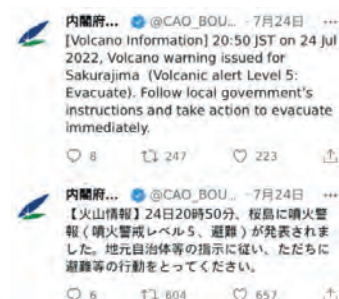 内閣府... @CAO_BOU... · 7月24日 ...
[Volcano Information] 20:50 JST on 24 Jul
2022, Volcano warning issued for
Sakurajima (Volcanic alert Level 5:
Evacuate). Follow local government's
instructions and take action to evacuate
immediately.
8 247 223
内閣府... @CAO_BOU... · 7月24日 ...
【火山情報】24日20時50分、桜島に噴火警
報（噴火警戒レベル５、避難）が発表されま
した。地元自治体等の指示に従い、ただちに
避難等の行動をとってください。
6 604 657